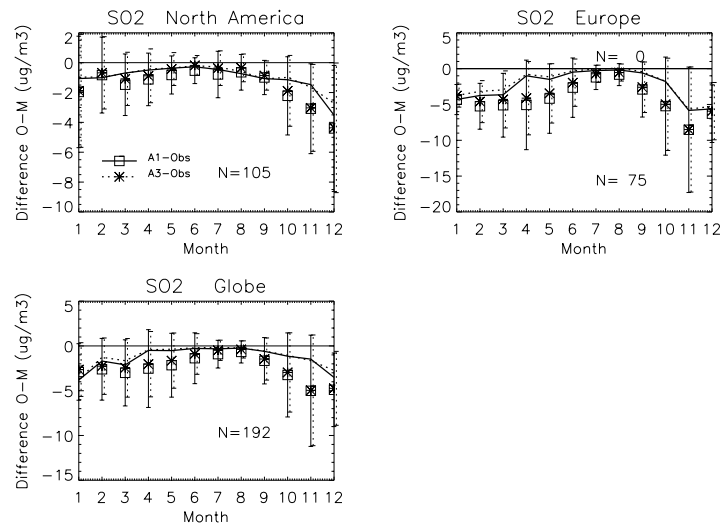 SO2 North America
Difference O-M (ug/m3)
2
0
-2
-4
-6
-8
-10
A1-Obs
A3-Obs
N=105
1 2 3 4 5 6 7 8 9 10 11 12
Month
SO2 Europe
Difference O-M (ug/m3)
5
0
-5
-10
-15
-20
N= 0
N= 75
1 2 3 4 5 6 7 8 9 10 11 12
Month
SO2 Globe
Difference O-M (ug/m3)
5
0
-5
-10
-15
N=192
1 2 3 4 5 6 7 8 9 10 11 12
Month